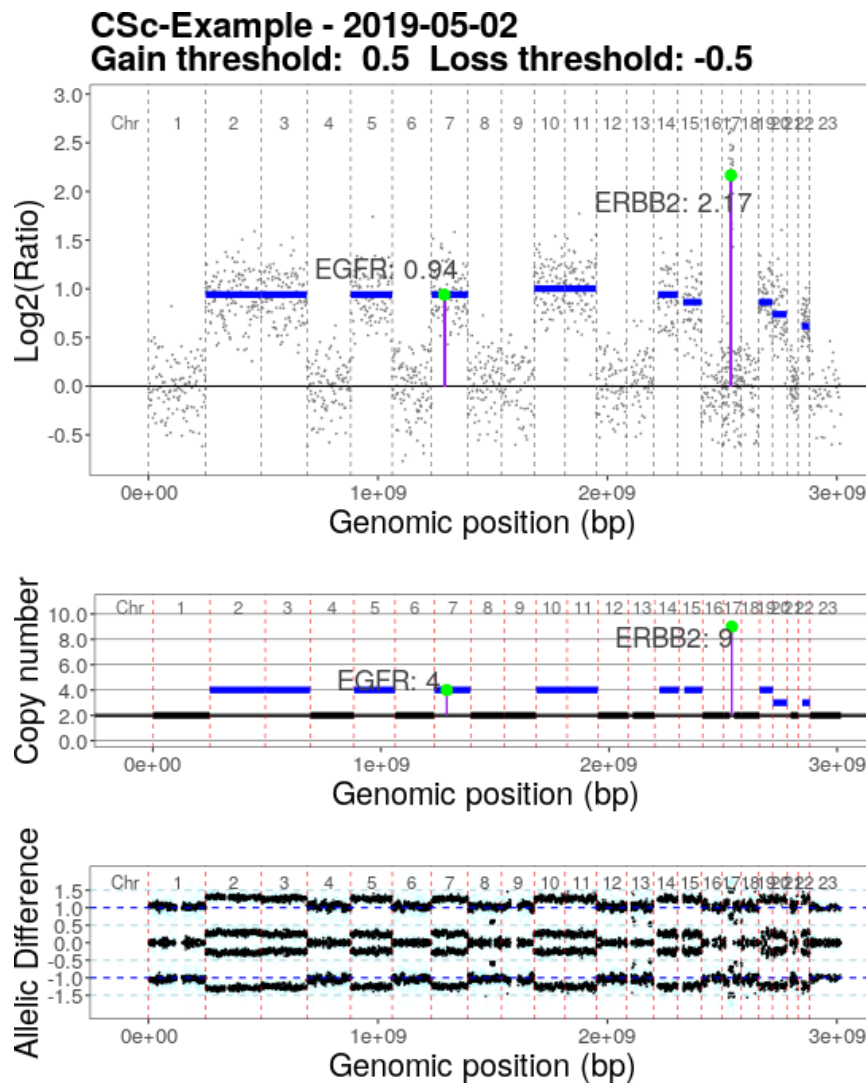 CSc-Example - 2019-05-02
Gain threshold:  0.5  Loss threshold: -0.5
Log2(Ratio)
3.0
2.5
2.0
1.5
1.0
0.5
0.0
-0.5
Chr 1 2 3 4 5 6 7 8 9 10 11 12 13 14 15 16 17 18 19 20 21 22 23
ERBB2: 2.17
EGFR: 0.94
0e+00 1e+09 2e+09 3e+09
Genomic position (bp)
Copy number
10.0
8.0
6.0
4.0
2.0
0.0
Chr 1 2 3 4 5 6 7 8 9 10 11 12 13 14 15 16 17 18 19 20 21 22 23
ERBB2: 9
EGFR: 4
0e+00 1e+09 2e+09 3e+09
Genomic position (bp)
Allelic Difference
1.5
1.0
0.5
0.0
-0.5
-1.0
-1.5
Chr 1 2 3 4 5 6 7 8 9 10 11 12 13 14 15 16 17 18 19 20 21 22 23
0e+00 1e+09 2e+09 3e+09
Genomic position (bp)